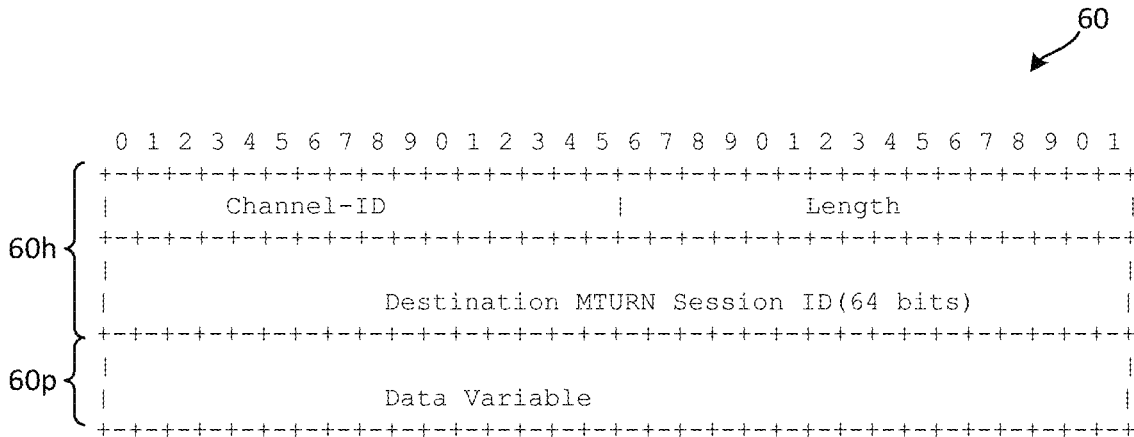 60
0 1 2 3 4 5 6 7 8 9 0 1 2 3 4 5 6 7 8 9 0 1 2 3 4 5 6 7 8 9 0 1
+-+-+-+-+-+-+-+-+-+-+-+-+-+-+-+-+-+-+-+-+-+-+-+-+-+-+-+-+-+-+-+-+
| Channel-ID | Length |
60h
+-+-+-+-+-+-+-+-+-+-+-+-+-+-+-+-+-+-+-+-+-+-+-+-+-+-+-+-+-+-+-+-+
| |
| Destination MTURN Session ID(64 bits) |
+-+-+-+-+-+-+-+-+-+-+-+-+-+-+-+-+-+-+-+-+-+-+-+-+-+-+-+-+-+-+-+-+
| |
60p
| Data Variable |
+-+-+-+-+-+-+-+-+-+-+-+-+-+-+-+-+-+-+-+-+-+-+-+-+-+-+-+-+-+-+-+-+